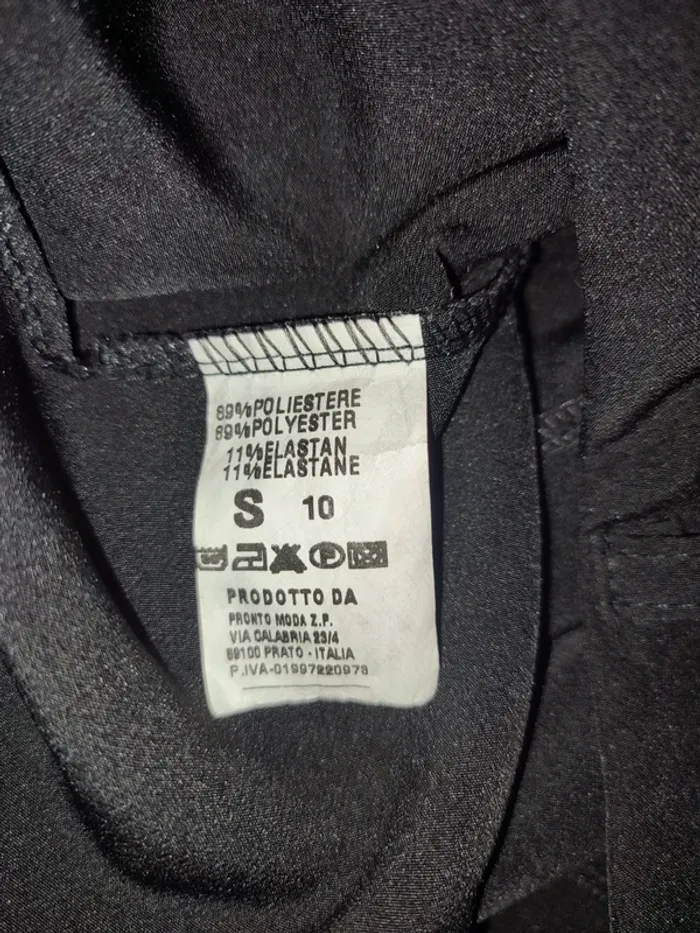 89%POLIESTERE
89%POLYESTER
11%ELASTAN
11%ELASTANE
S 10
PRODOTTO DA
PRONTO MODA Z.P.
VIA CALABRIA 23/4
59100 PRATO - ITALIA
P.IVA-01997220978